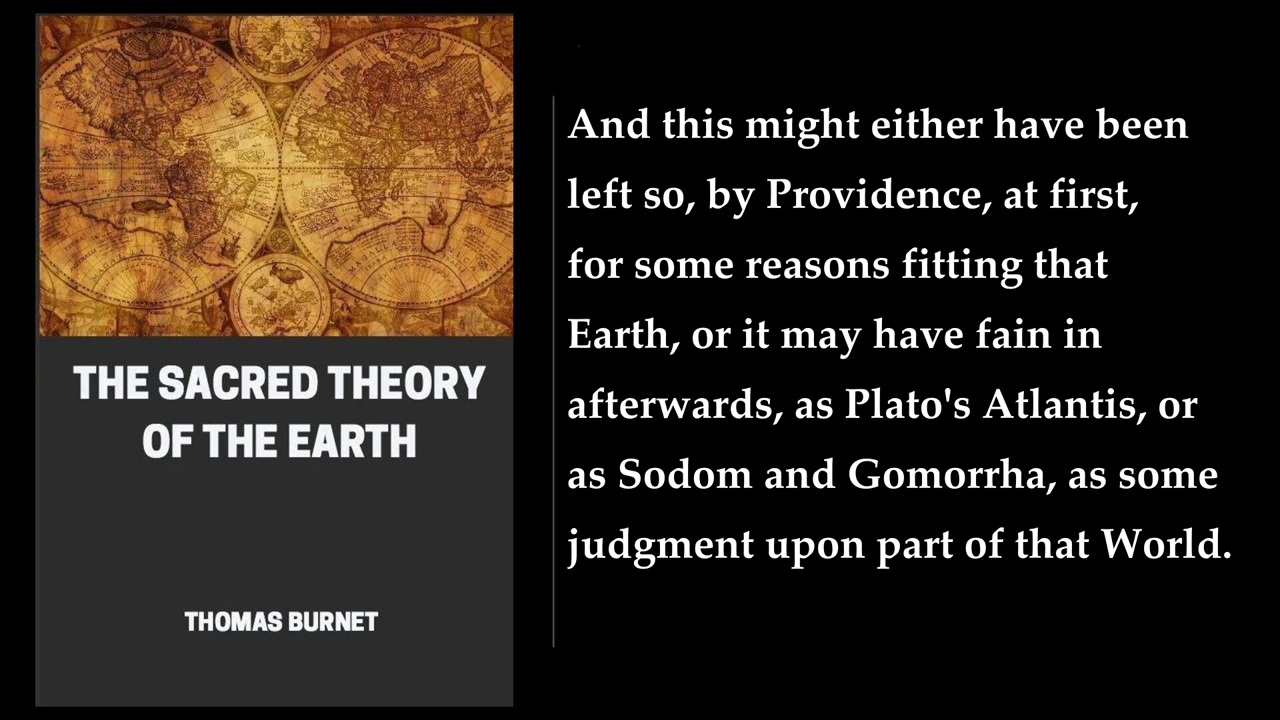 THE SACRED THEORY
OF THE EARTH
THOMAS BURNET
And this might either have been
left so, by Providence, at first,
for some reasons fitting that
Earth, or it may have fain in
afterwards, as Plato's Atlantis, or
as Sodom and Gomorrha, as some
judgment upon part of that World.